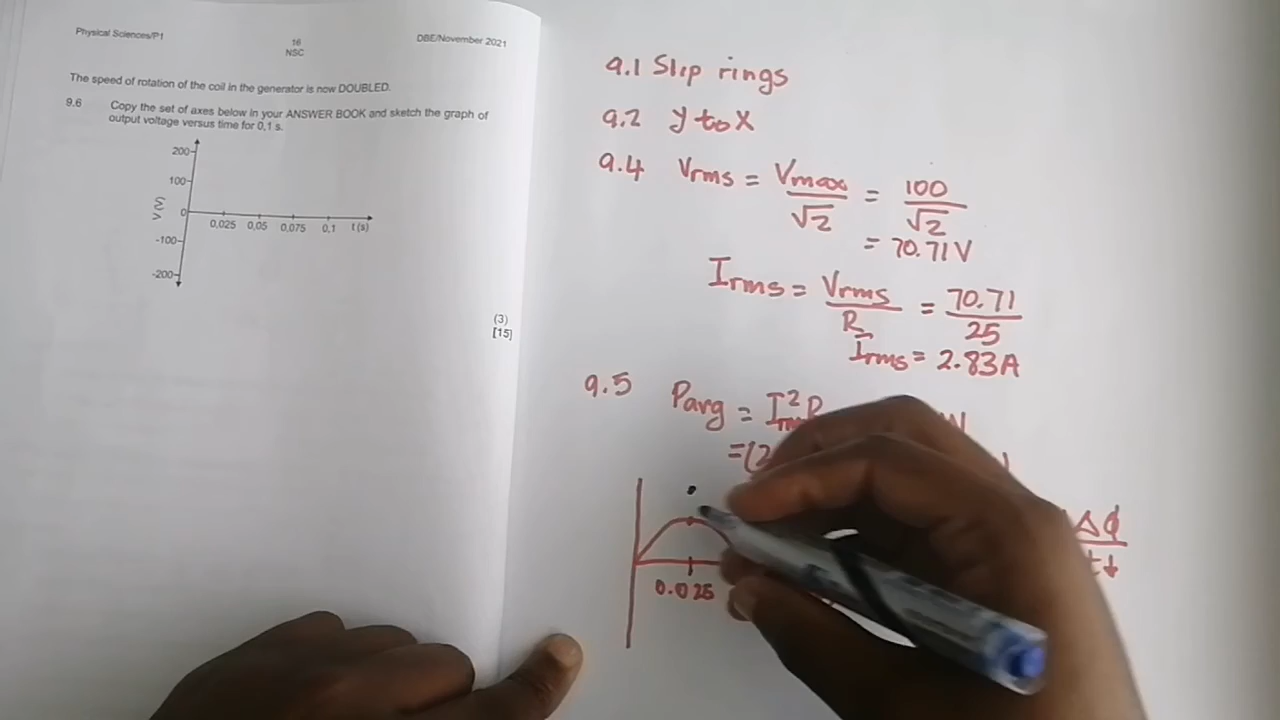 Physical Sciences/P1 16 DBE/November 2021
NSC
The speed of rotation of the coil in the generator is now DOUBLED.
9.6 Copy the set of axes below in your ANSWER BOOK and sketch the graph of
output voltage versus time for 0,1 s.
200
100
V (V)
0
0,025 0,05 0,075 0,1 t (s)
-100
-200
(3)
[15]
9.1 Slip rings
9.2 Y to X
9.4 Vrms = Vmax/√2 = 100/√2
= 70.71V
Irms = Vrms/R = 70.71/25
Irms = 2.83A
9.5 Pavg = I²R W
=(2
Δϕ
0.025